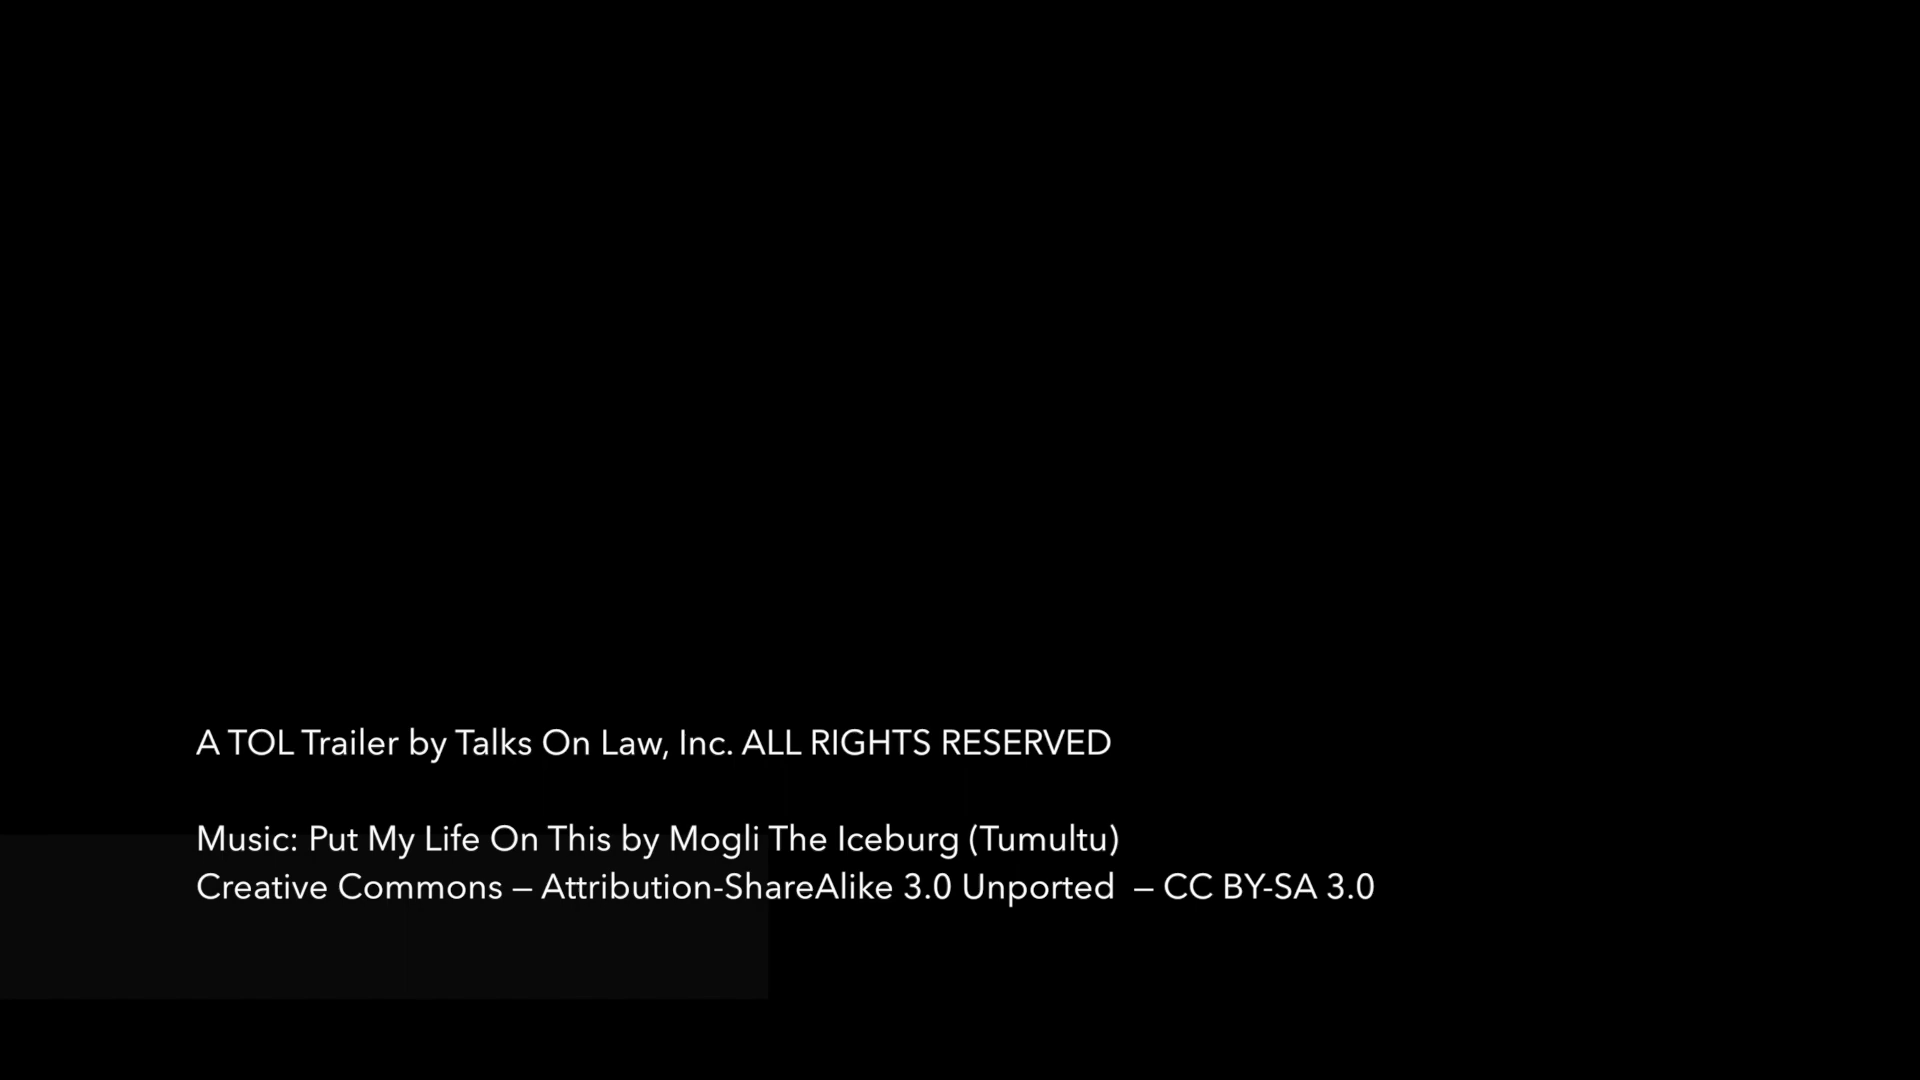 A TOL Trailer by Talks On Law, Inc. ALL RIGHTS RESERVED
Music: Put My Life On This by Mogli The Iceburg (Tumultu)
Creative Commons – Attribution-ShareAlike 3.0 Unported – CC BY-SA 3.0